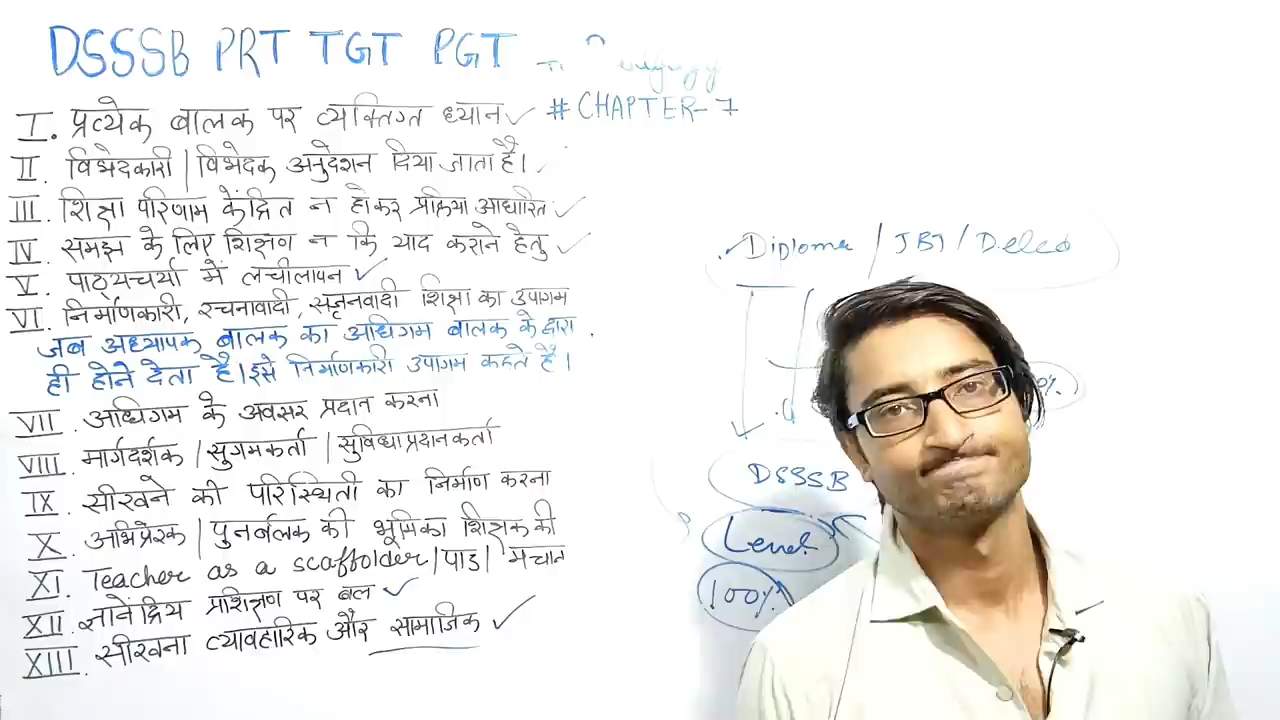 DSSSB PRT TGT PGT
# CHAPTER-7
I. प्रत्येक बालक पर व्यक्तिगत ध्यान ✓
II. विभेदकारी | विभेदक अनुदेशन दिया जाता है। ✓
III. शिक्षा परिणाम केंद्रित न होकर प्रक्रिया आधारित ✓
IV. समझ के लिए शिक्षण न कि याद कराने हेतु ✓
V. पाठ्यचर्या में लचीलापन ✓
VI. निर्माणकारी, रचनावादी, सृजनवादी शिक्षा का उपागम
जब अध्यापक बालक का अधिगम बालक के द्वारा
ही होने देता है। इसे निर्माणकारी उपागम कहते है।
VII. अधिगम के अवसर प्रदान करना
VIII. मार्गदर्शक | सुगमकर्ता | सुविधा प्रदानकर्ता
IX. सीखने की परिस्थिती का निर्माण करना
X. अभिप्रेरक | पुनर्बलक की भूमिका शिक्षक की
XI. Teacher as a scaffolder | पाड़ | मचान
XII. ज्ञानेंद्रिय प्रशिक्षण पर बल ✓
XIII. सीखना व्यावहारिक और सामाजिक ✓
Diploma / JBT / Deled
DSSSB
Level
100%